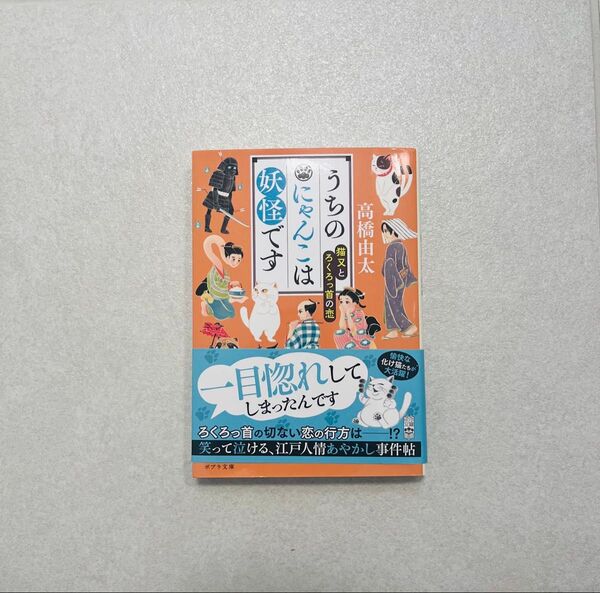 うちの
にゃんこは
妖怪です
猫又と
ろくろっ首の恋
高橋由太
愉快な
化け猫たちが
大活躍!
一目惚れして
しまったんです
ろくろっ首の切ない恋の行方は――!?
笑って泣ける、江戸人情あやかし事件帖
ポプラ文庫